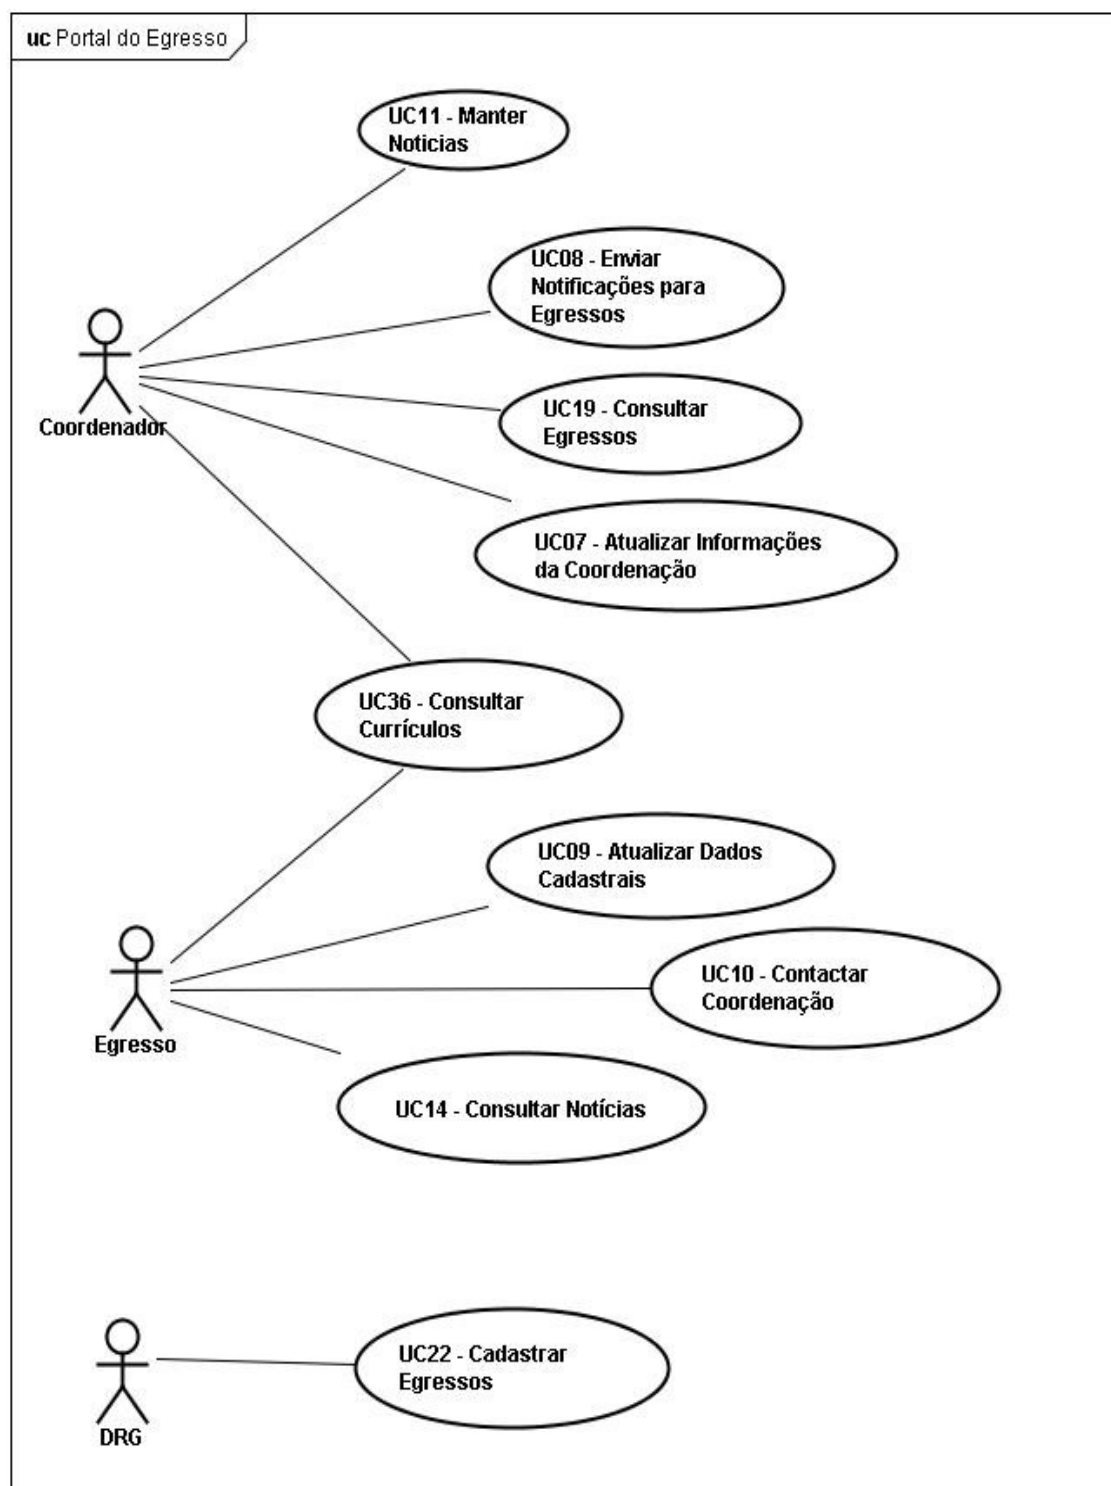 uc Portal do Egresso
UC11 - Manter
Noticias
UC08 - Enviar
Notificações para
Egressos
Coordenador
UC19 - Consultar
Egressos
UC07 - Atualizar Informações
da Coordenação
UC36 - Consultar
Currículos
UC09 - Atualizar Dados
Cadastrais
UC10 - Contactar
Coordenação
Egresso
UC14 - Consultar Notícias
UC22 - Cadastrar
Egressos
DRG